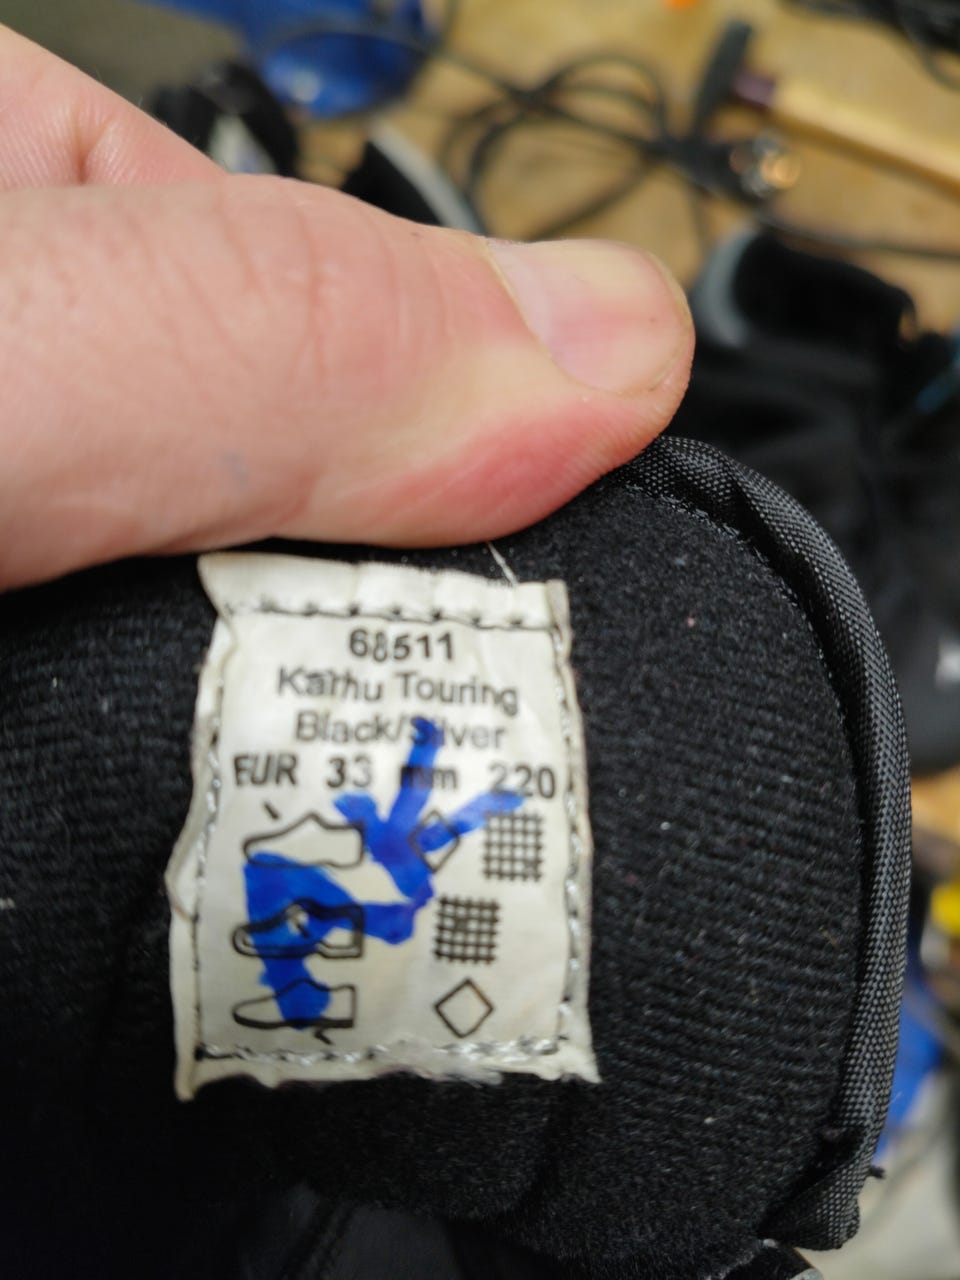 68511
Karhu Touring
Black/Silver
EUR 33 mm 220